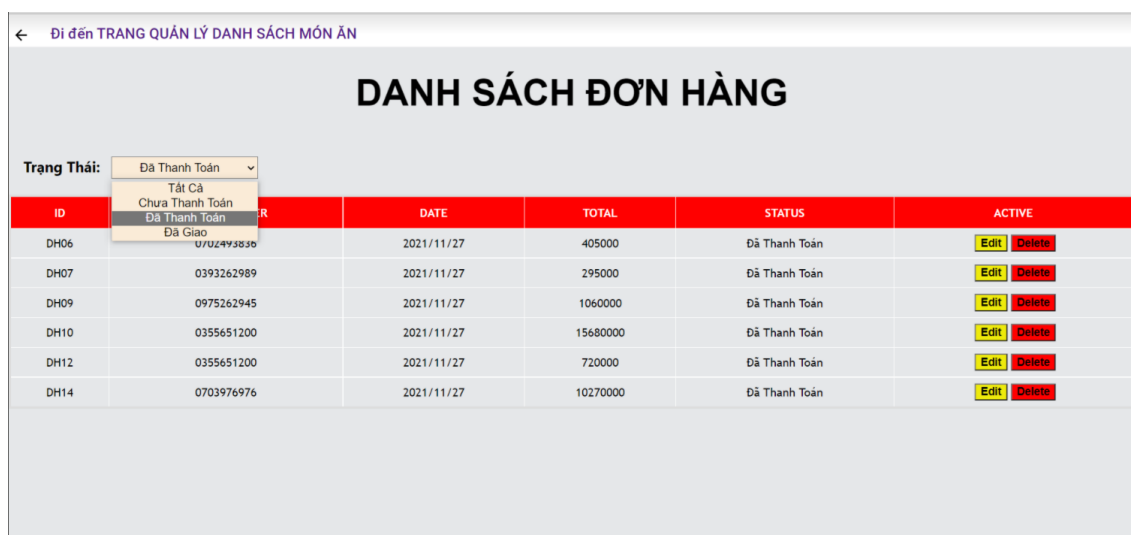 ← Đi đến TRANG QUẢN LÝ DANH SÁCH MÓN ĂN
DANH SÁCH ĐƠN HÀNG
Trạng Thái: Đã Thanh Toán
Tất Cả
Chưa Thanh Toán
Đã Thanh Toán
Đã Giao
ID DATE TOTAL STATUS ACTIVE
DH06 0702493836 2021/11/27 405000 Đã Thanh Toán Edit Delete
DH07 0393262989 2021/11/27 295000 Đã Thanh Toán Edit Delete
DH09 0975262945 2021/11/27 1060000 Đã Thanh Toán Edit Delete
DH10 0355651200 2021/11/27 15680000 Đã Thanh Toán Edit Delete
DH12 0355651200 2021/11/27 720000 Đã Thanh Toán Edit Delete
DH14 0703976976 2021/11/27 10270000 Đã Thanh Toán Edit Delete